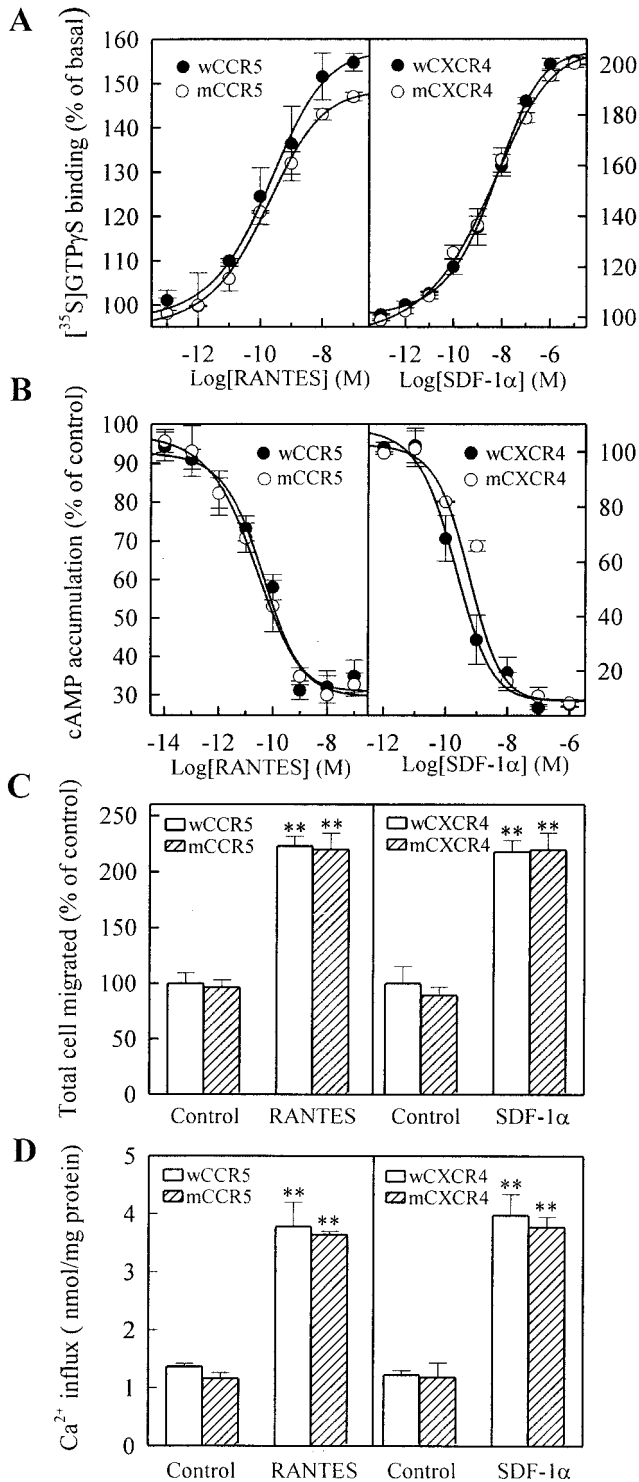 A
[³⁵S]GTPγS binding (% of basal)
160
150
140
130
120
110
100
wCCR5
mCCR5
wCXCR4
mCXCR4
200
180
160
140
120
100
-12 -10 -8
-12 -10 -8 -6
Log[RANTES] (M)
Log[SDF-1α] (M)
B
cAMP accumulation (% of control)
100
90
80
70
60
50
40
30
wCCR5
mCCR5
wCXCR4
mCXCR4
100
80
60
40
20
-14 -12 -10 -8
-12 -10 -8 -6
Log[RANTES] (M)
Log[SDF-1α] (M)
C
Total cell migrated (% of control)
250
200
150
100
50
0
wCCR5
mCCR5
** **
wCXCR4
mCXCR4
** **
Control RANTES Control SDF-1α
D
Ca²⁺ influx ( nmol/mg protein)
5
4
3
2
1
0
wCCR5
mCCR5
** **
wCXCR4
mCXCR4
** **
Control RANTES Control SDF-1α